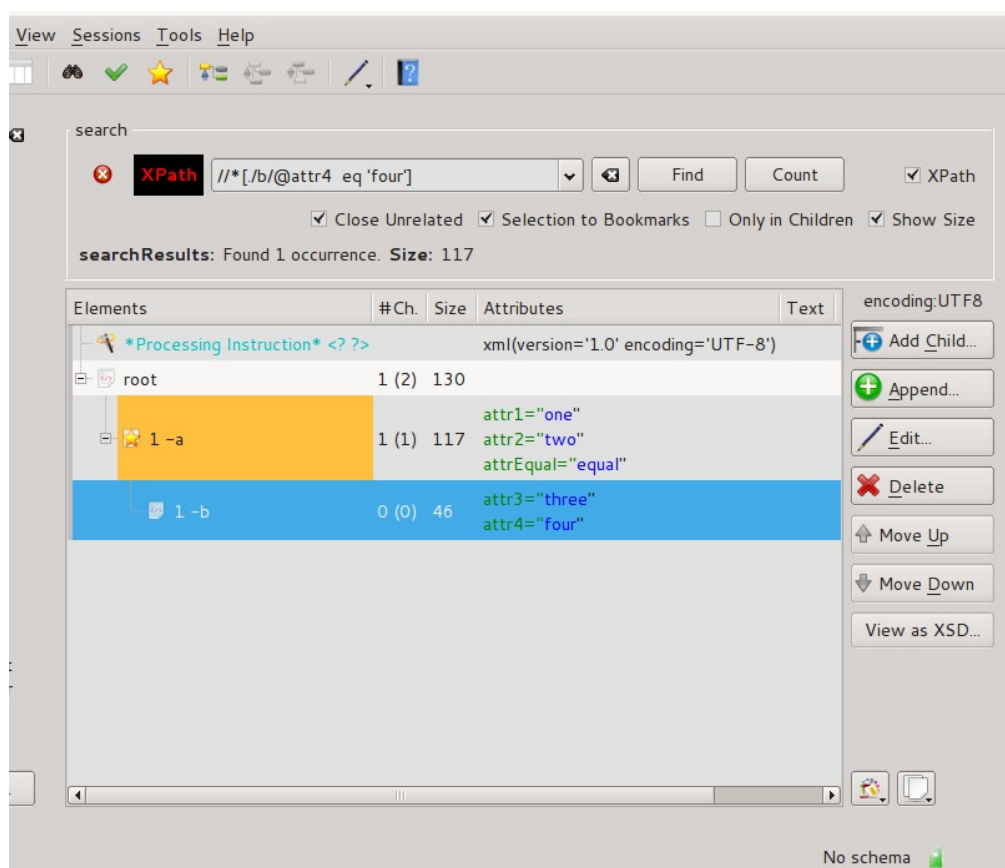 View Sessions Tools Help
search
XPath //*[./b/@attr4 eq 'four'] Find Count XPath
Close Unrelated Selection to Bookmarks Only in Children Show Size
searchResults: Found 1 occurrence. Size: 117
Elements #Ch. Size Attributes Text
encoding:UTF8
*Processing Instruction* <? ?> xml(version='1.0' encoding='UTF-8')
Add Child...
root 1 (2) 130
Append...
1 -a 1 (1) 117 attr1="one"
attr2="two"
attrEqual="equal"
Edit...
Delete
1 -b 0 (0) 46 attr3="three"
attr4="four"
Move Up
Move Down
View as XSD...
No schema